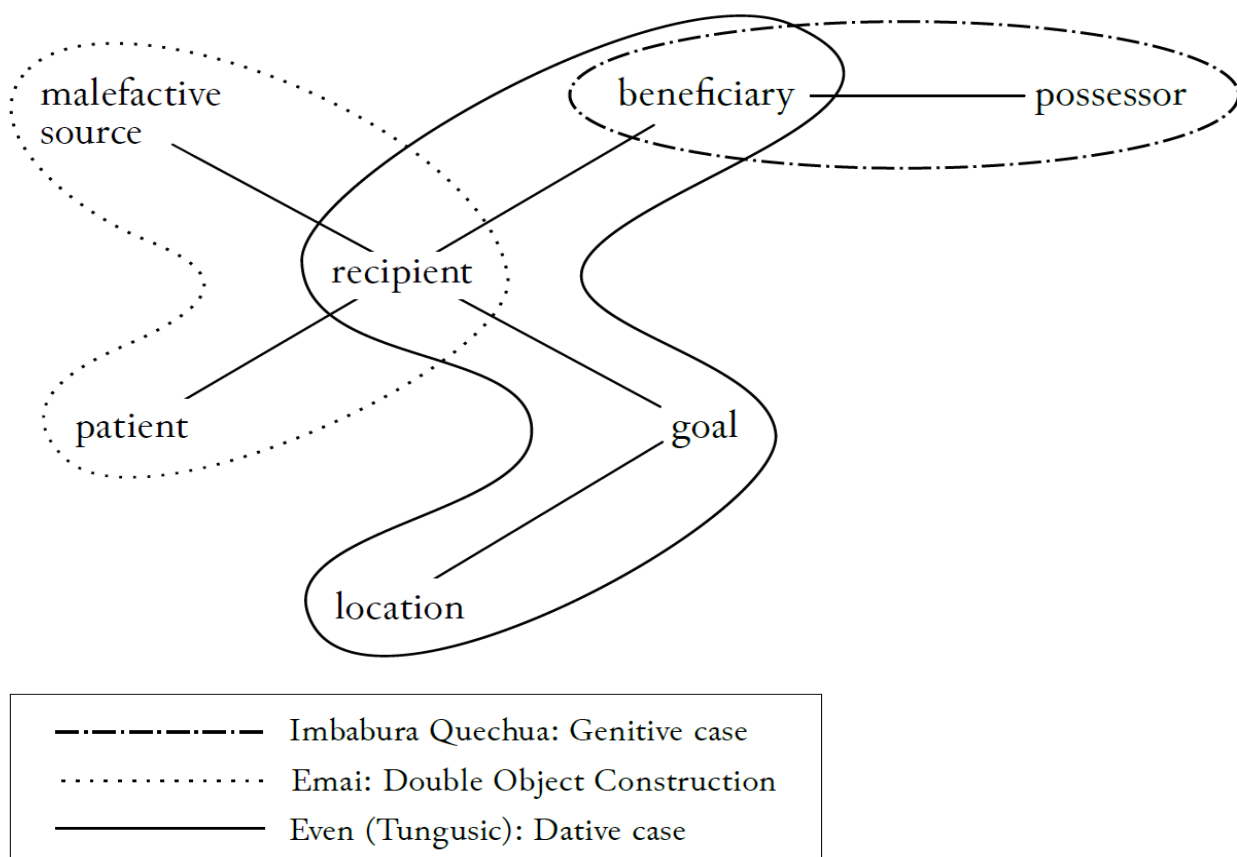 malefactive
source
beneficiary
possessor
recipient
patient
goal
location
Imbabura Quechua: Genitive case
Emai: Double Object Construction
Even (Tungusic): Dative case